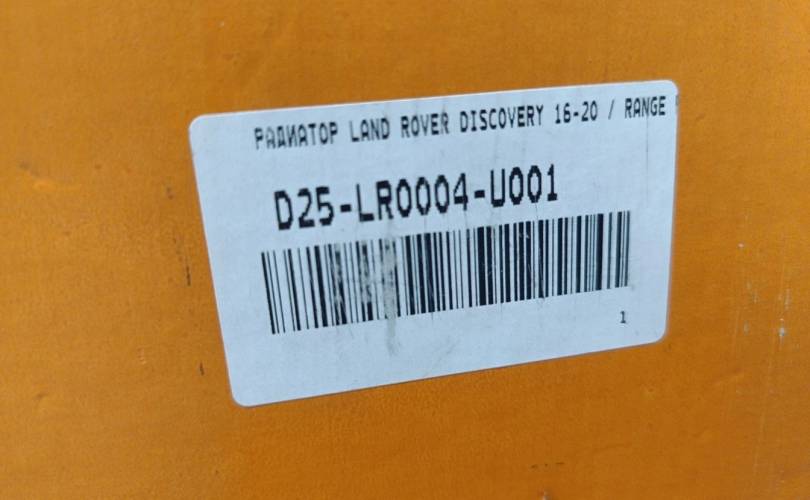 РАДИАТОР LAND ROVER DISCOVERY 16-20 / RANGE
D25-LR0004-U001
1